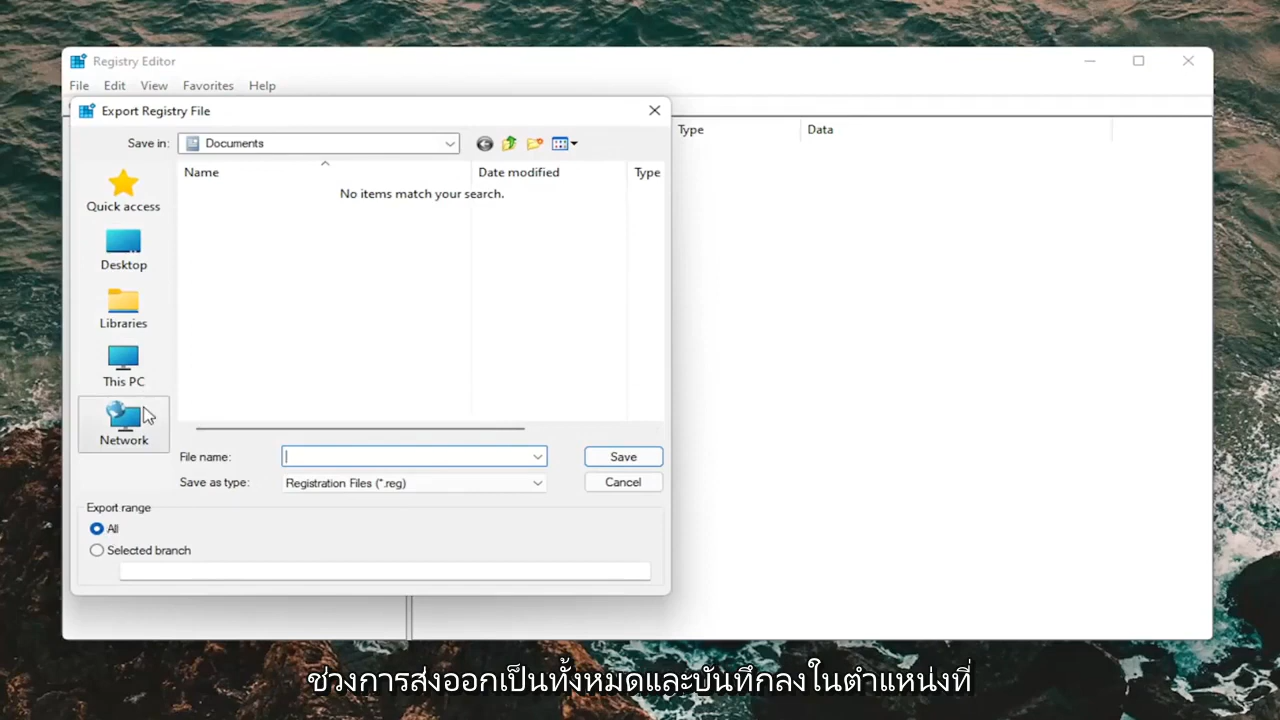 Registry Editor
File Edit View Favorites Help
Export Registry File
Type Data
Save in: Documents
Name Date modified Type
No items match your search.
Quick access
Desktop
Libraries
This PC
Network
File name: Save
Save as type: Registration Files (*.reg) Cancel
Export range
All
Selected branch
ช่วงการส่งออกเป็นทั้งหมดและบันทึกลงในตำแหน่งที่